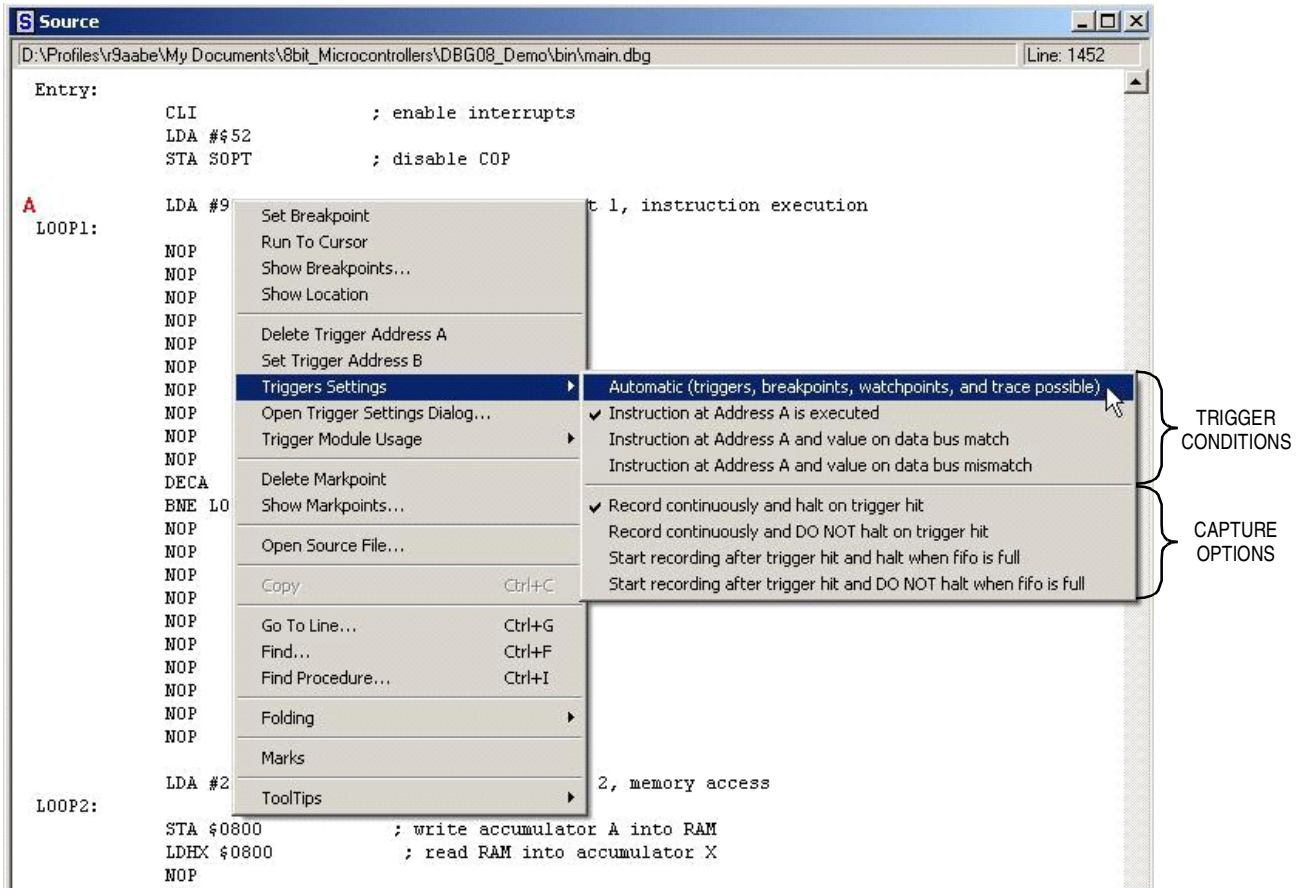 S Source
D:\Profiles\r9aabe\My Documents\8bit_Microcontrollers\DBG08_Demo\bin\main.dbg Line: 1452
Entry:
CLI ; enable interrupts
LDA #$52
STA SOPT ; disable COP
A LDA #9 t 1, instruction execution
LOOP1:
NOP
NOP
NOP
NOP
NOP
NOP
NOP
NOP
NOP
NOP
DECA
BNE LO
NOP
NOP
NOP
NOP
NOP
NOP
NOP
NOP
NOP
NOP
LDA #2 2, memory access
LOOP2:
STA $0800 ; write accumulator A into RAM
LDHX $0800 ; read RAM into accumulator X
NOP
Set Breakpoint
Run To Cursor
Show Breakpoints...
Show Location
Delete Trigger Address A
Set Trigger Address B
Triggers Settings
Open Trigger Settings Dialog...
Trigger Module Usage
Delete Markpoint
Show Markpoints...
Open Source File...
Copy Ctrl+C
Go To Line... Ctrl+G
Find... Ctrl+F
Find Procedure... Ctrl+I
Folding
Marks
ToolTips
Automatic (triggers, breakpoints, watchpoints, and trace possible)
Instruction at Address A is executed
Instruction at Address A and value on data bus match
Instruction at Address A and value on data bus mismatch
Record continuously and halt on trigger hit
Record continuously and DO NOT halt on trigger hit
Start recording after trigger hit and halt when fifo is full
Start recording after trigger hit and DO NOT halt when fifo is full
TRIGGER
CONDITIONS
CAPTURE
OPTIONS